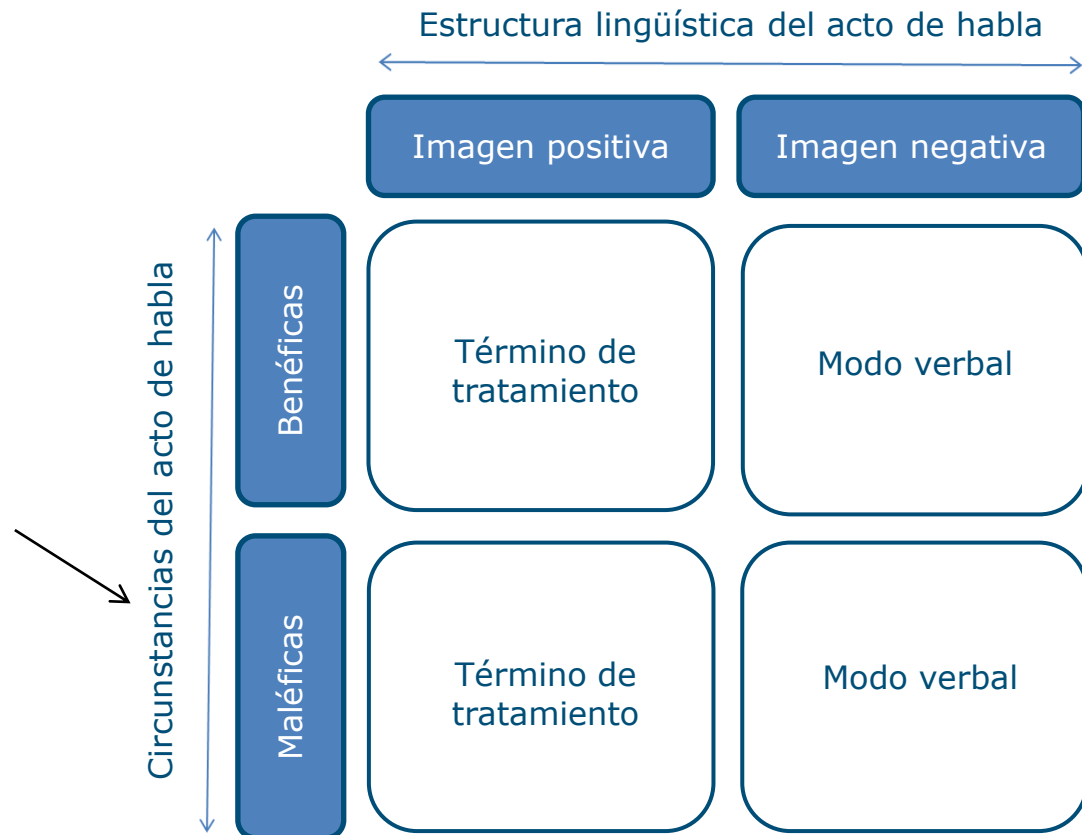 Estructura lingüística del acto de habla
Imagen positiva
Imagen negativa
Circunstancias del acto de habla
Benéficas
Término de
tratamiento
Modo verbal
Maléficas
Término de
tratamiento
Modo verbal